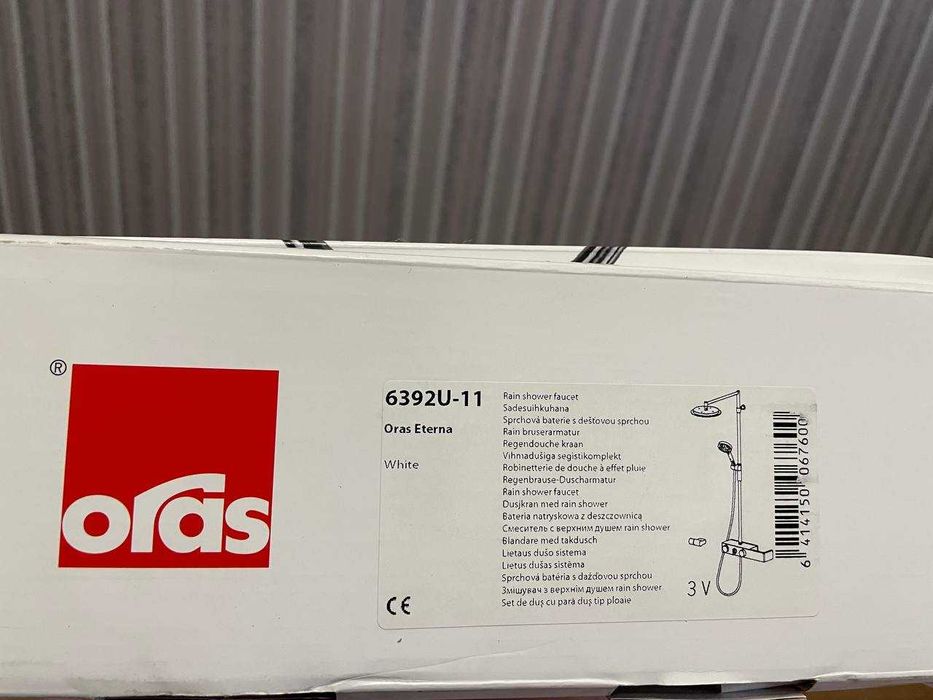 ®
oras
6392U-11
Oras Eterna
White
CE
Rain shower faucet
Sadesuihkuhana
Sprchová baterie s dešťovou sprchou
Rain bruserarmatur
Regendouche kraan
Vihmadušiga segistikomplekt
Robinetterie de douche à effet pluie
Regenbrause-Duscharmatur
Rain shower faucet
Dusjkran med rain shower
Bateria natryskowa z deszczownicą
Смеситель с верхним душем rain shower
Blandare med takdusch
Lietaus dušo sistema
Lietus dušas sistēma
Sprchová batéria s dažďovou sprchou
Змішувач з верхнім душем rain shower
Set de duş cu pară duş tip ploaie
3 V
6 414150 067600